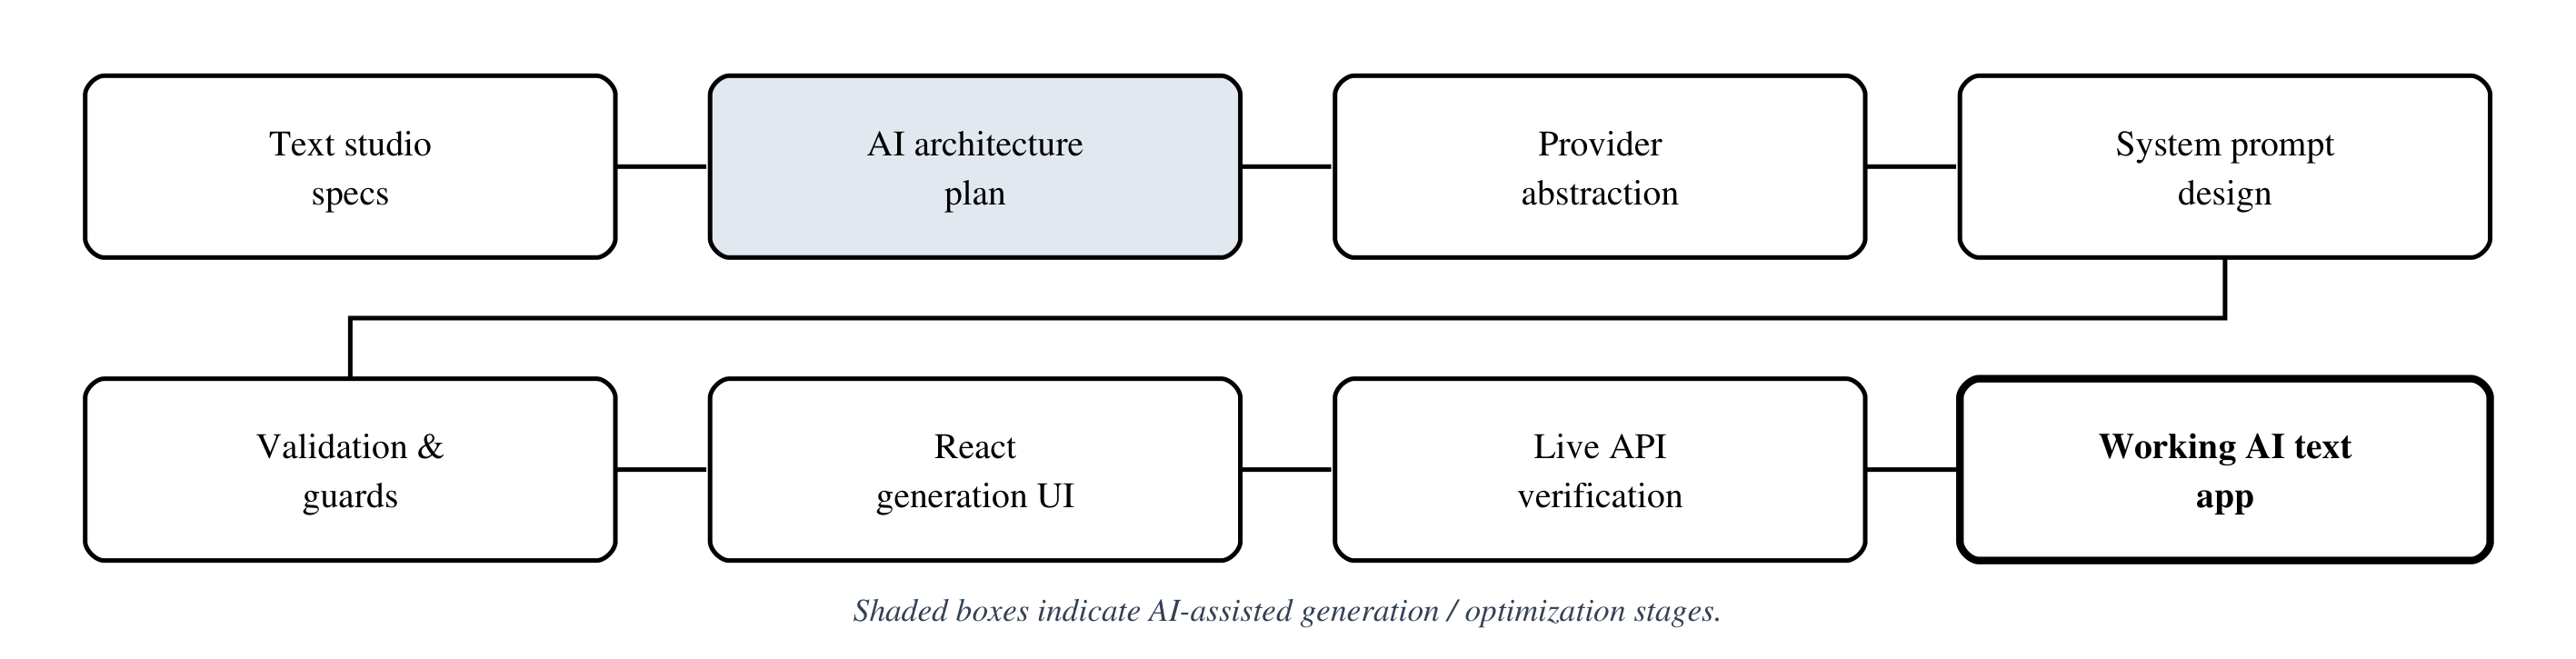 Text studio
specs
AI architecture
plan
Provider
abstraction
System prompt
design
Validation &
guards
React
generation UI
Live API
verification
Working AI text
app
Shaded boxes indicate AI-assisted generation / optimization stages.